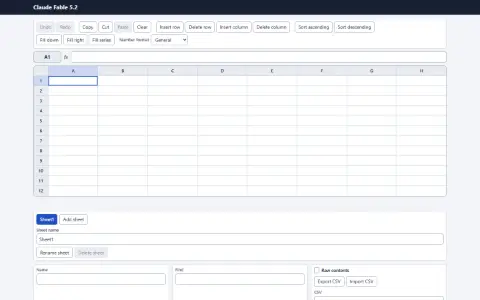 Claude Fable 5.2
Undo Redo Copy Cut Paste Clear Insert row Delete row Insert column Delete column Sort ascending Sort descending
Fill down Fill right Fill series Number format General
A1 fx
A B C D E F G H
1
2
3
4
5
6
7
8
9
10
11
12
Sheet1 Add sheet
Sheet name
Sheet1
Rename sheet Delete sheet
Name Find Raw contents
Export CSV Import CSV
CSV